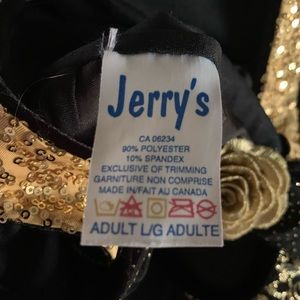 Jerry's
CA 06234
90% POLYESTER
10% SPANDEX
EXCLUSIVE OF TRIMMING
GARNITURE NON COMPRISE
MADE IN/FAIT AU CANADA
ADULT L/G ADULTE